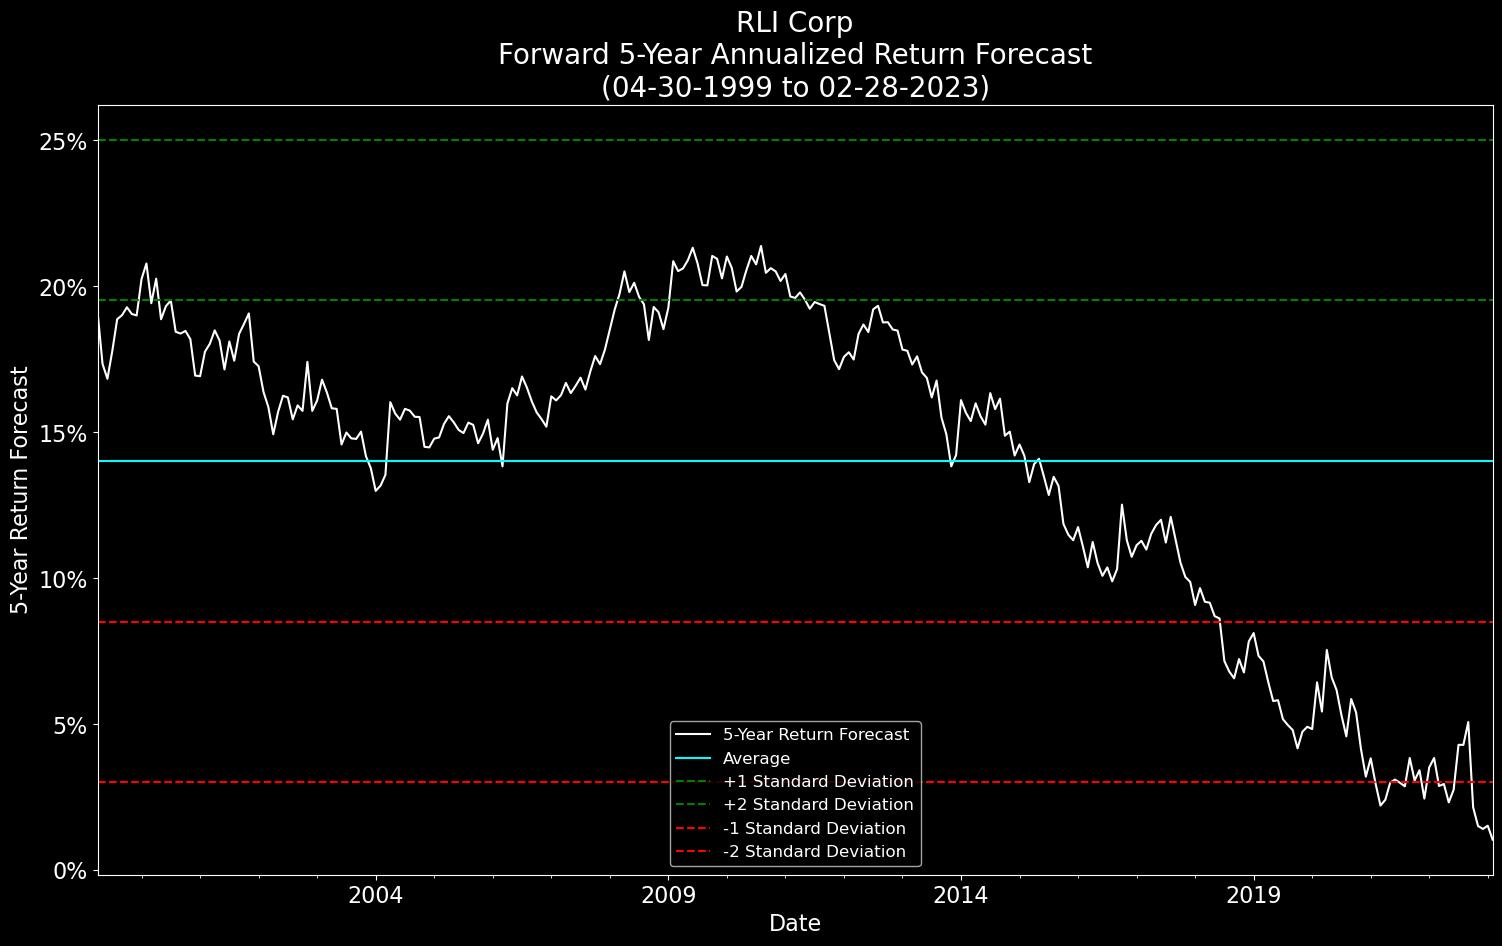 RLI Corp
Forward 5-Year Annualized Return Forecast
(04-30-1999 to 02-28-2023)
5-Year Return Forecast
25%
20%
15%
10%
5%
0%
5-Year Return Forecast
Average
+1 Standard Deviation
+2 Standard Deviation
-1 Standard Deviation
-2 Standard Deviation
2004 2009 2014 2019
Date